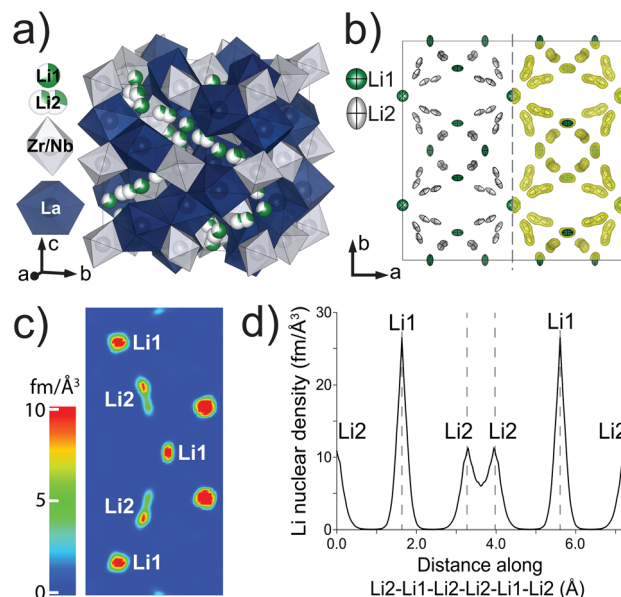 a)
Li1
Li2
Zr/Nb
La
c
a
b
b)
Li1
Li2
b
a
c)
fm/Å³
10
5
0
Li1
Li2
Li1
Li2
Li1
d)
Li nuclear density (fm/Å³)
30
20
10
0
Li1
Li1
Li2
Li2
Li2
Li2
0.0
2.0
4.0
6.0
Distance along
Li2-Li1-Li2-Li2-Li1-Li2 (Å)